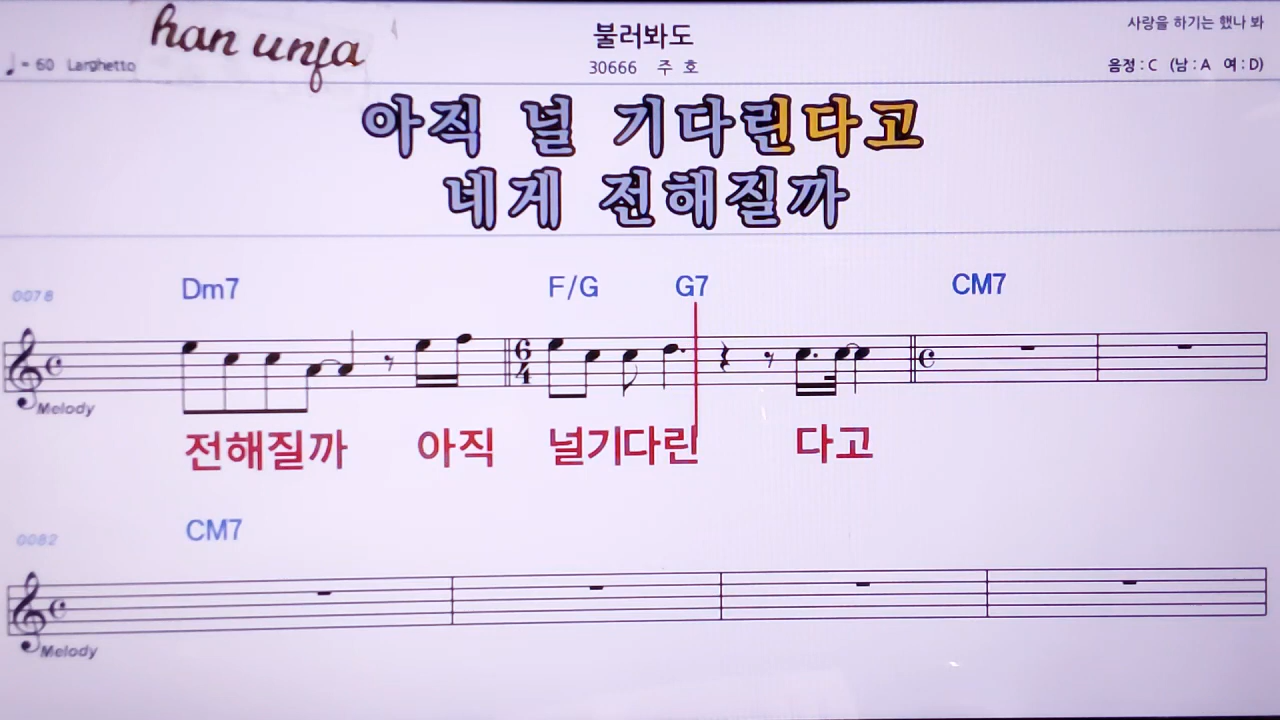 han unfa
불러봐도
사랑을 하기는 했나 봐
♩= 60 Larghetto
30666 주 호
음정 : C (남 : A 여 : D)
아직 널 기다린다고
네게 전해질까
0078
Dm7 F/G G7 CM7
6
4
Melody
전해질까 아직 널기다린 다고
0082
CM7
Melody